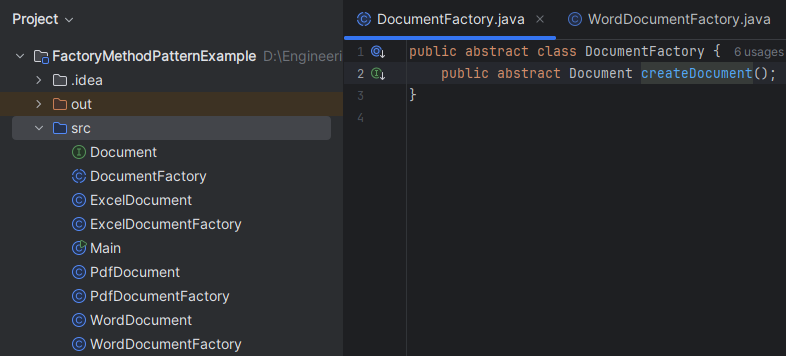 Project
FactoryMethodPatternExample D:\Engineeri
.idea
out
src
Document
DocumentFactory
ExcelDocument
ExcelDocumentFactory
Main
PdfDocument
PdfDocumentFactory
WordDocument
WordDocumentFactory
DocumentFactory.java × WordDocumentFactory.java
1 public abstract class DocumentFactory { 6 usages
2 public abstract Document createDocument();
3 }
4